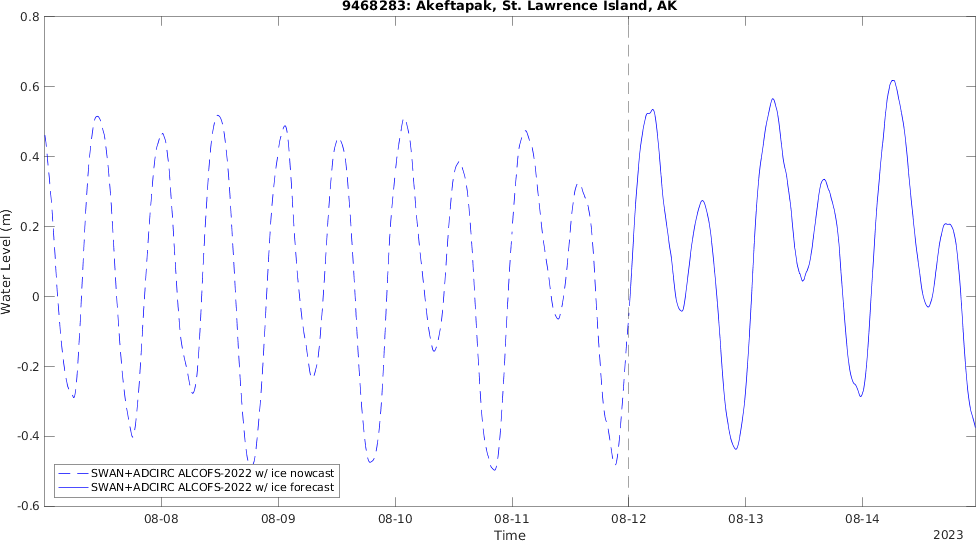 9468283: Akeftapak, St. Lawrence Island, AK
0.8
0.6
0.4
0.2
0
-0.2
-0.4
-0.6
Water Level (m)
SWAN+ADCIRC ALCOFS-2022 w/ ice nowcast
SWAN+ADCIRC ALCOFS-2022 w/ ice forecast
08-08 08-09 08-10 08-11 08-12 08-13 08-14
Time
2023